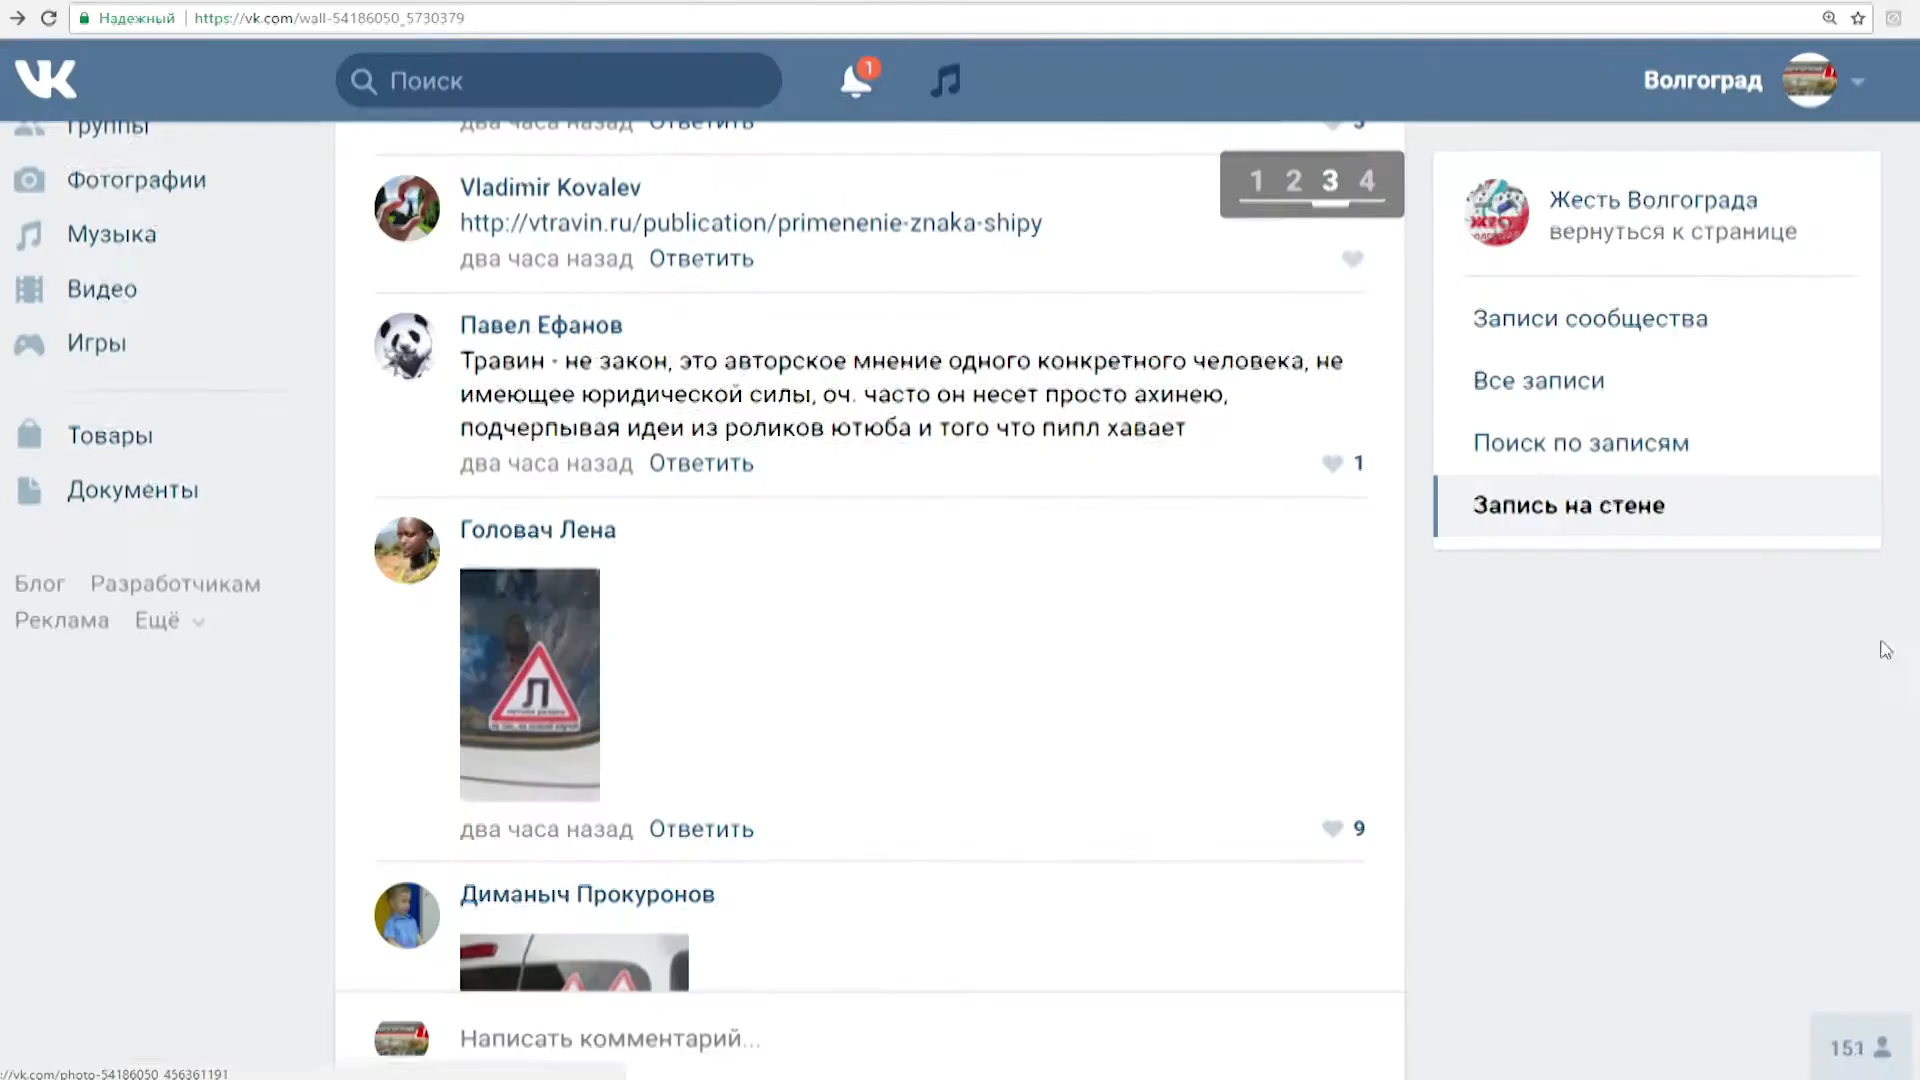 Надежный
https://vk.com/wall-54186050_5730379
Поиск
1
Волгоград
Группы
Фотографии
Музыка
Видео
Игры
Товары
Документы
Блог Разработчикам
Реклама Ещё
два часа назад Ответить
1 2 3 4
Vladimir Kovalev
http://vtravin.ru/publication/primenenie-znaka-shipy
два часа назад Ответить
Павел Ефанов
Травин - не закон, это авторское мнение одного конкретного человека, не
имеющее юридической силы, оч. часто он несет просто ахинею,
подчерпывая идеи из роликов ютюба и того что пипл хавает
два часа назад Ответить
1
Головач Лена
Л
два часа назад Ответить
9
Диманыч Прокуронов
Написать комментарий...
Жесть Волгограда
вернуться к странице
Записи сообщества
Все записи
Поиск по записям
Запись на стене
151
://vk.com/photo-54186050_456361191